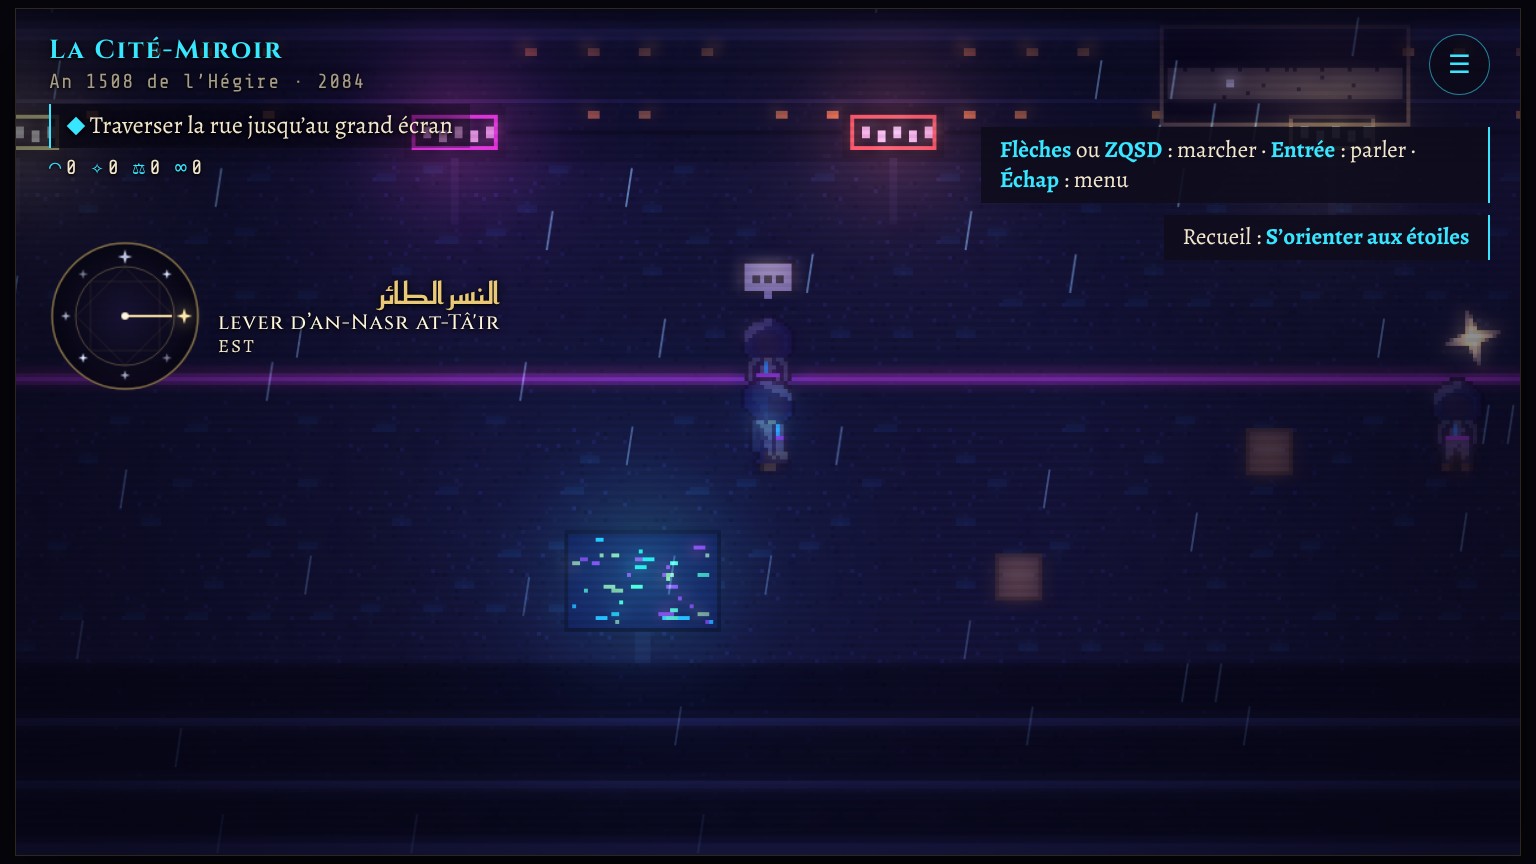 La Cité-Miroir
An 1508 de l’Hégire · 2084
◆ Traverser la rue jusqu’au grand écran
0 0 0 ∞0
☰
Flèches ou ZQSD : marcher · Entrée : parler ·
Échap : menu
Recueil : S’orienter aux étoiles
النسر الطائر
Lever d’an-Nasr at-Tâ’ir
EST